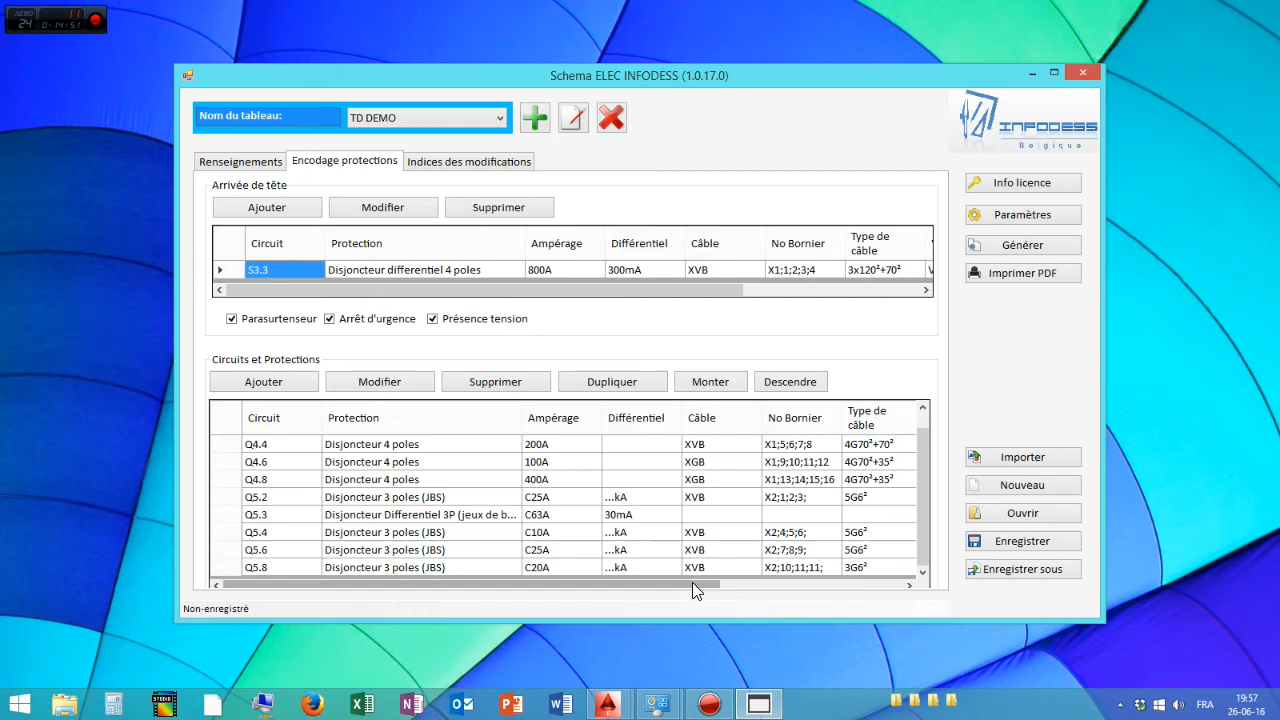 AERO
24
11
0:14:51
Schema ELEC INFODESS (1.0.17.0)
Nom du tableau:
TD DEMO
INFODESS
Belgique
Renseignements
Encodage protections
Indices des modifications
Arrivée de tête
Ajouter
Modifier
Supprimer
Circuit Protection Ampérage Différentiel Câble No Bornier Type de câble
S3.3 Disjoncteur differentiel 4 poles 800A 300mA XVB X1;1;2;3;4 3x120²+70²
Parasurtenseur
Arrêt d'urgence
Présence tension
Circuits et Protections
Ajouter
Modifier
Supprimer
Dupliquer
Monter
Descendre
Circuit Protection Ampérage Différentiel Câble No Bornier Type de câble
Q4.4 Disjoncteur 4 poles 200A XVB X1;5;6;7;8 4G70²+70²
Q4.6 Disjoncteur 4 poles 100A XGB X1;9;10;11;12 4G70²+35²
Q4.8 Disjoncteur 4 poles 400A XGB X1;13;14;15;16 4G70²+35²
Q5.2 Disjoncteur 3 poles (JBS) C25A ...kA XVB X2;1;2;3; 5G6²
Q5.3 Disjoncteur Differentiel 3P (jeux de b... C63A 30mA
Q5.4 Disjoncteur 3 poles (JBS) C10A ...kA XVB X2;4;5;6; 5G6²
Q5.6 Disjoncteur 3 poles (JBS) C25A ...kA XVB X2;7;8;9; 5G6²
Q5.8 Disjoncteur 3 poles (JBS) C20A ...kA XVB X2;10;11;11; 3G6²
Info licence
Paramètres
Générer
Imprimer PDF
Importer
Nouveau
Ouvrir
Enregistrer
Enregistrer sous
Non-enregistré
STUDIO
FRA
19:57
26-06-16